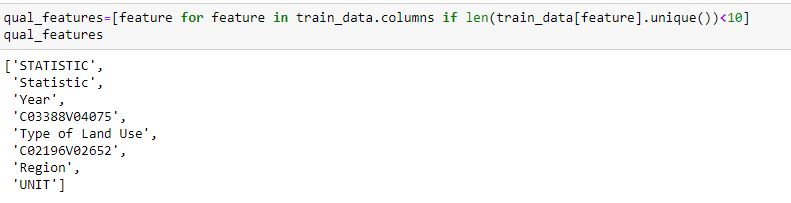 qual_features=[feature for feature in train_data.columns if len(train_data[feature].unique())<10]
qual_features
['STATISTIC',
 'Statistic',
 'Year',
 'C03388V04075',
 'Type of Land Use',
 'C02196V02652',
 'Region',
 'UNIT']